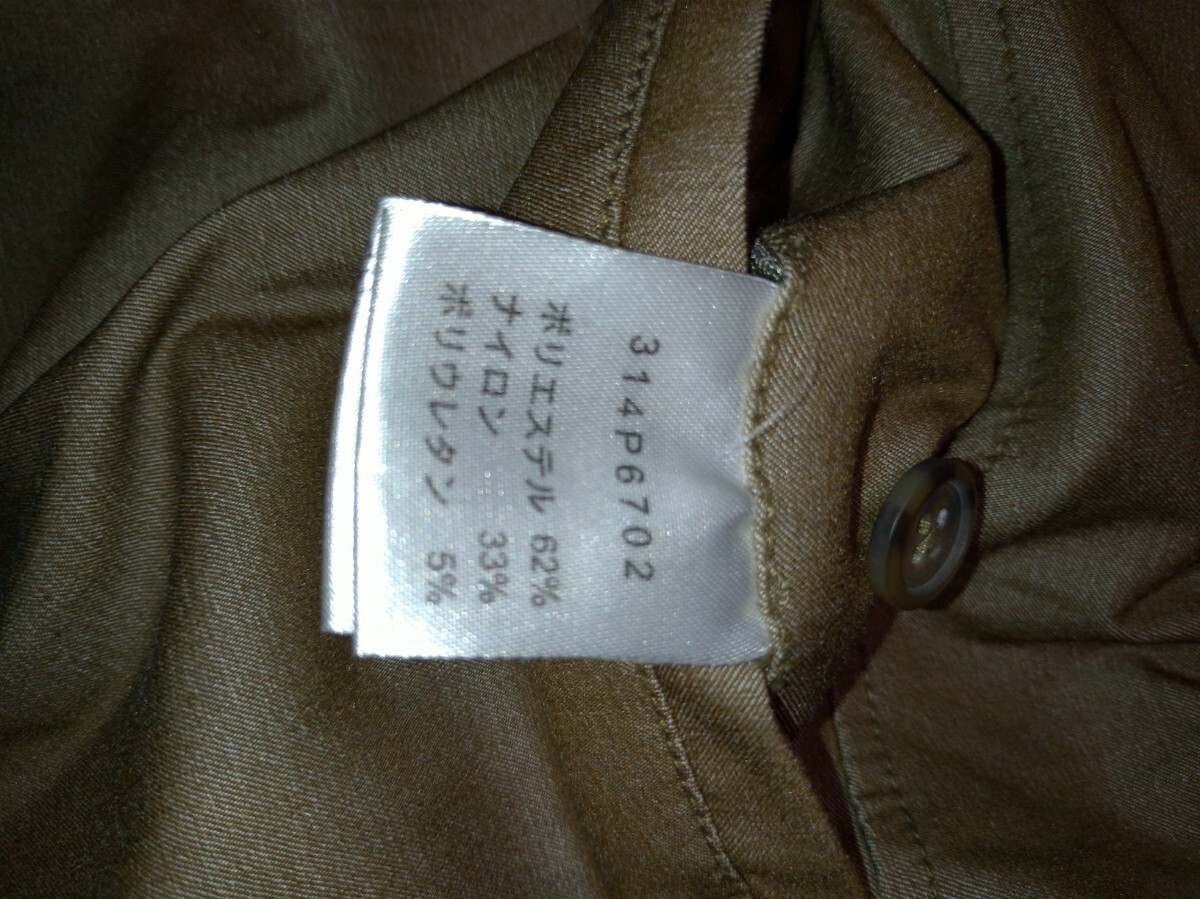 314P6702
ポリエステル 62%
ナイロン 33%
ポリウレタン 5%